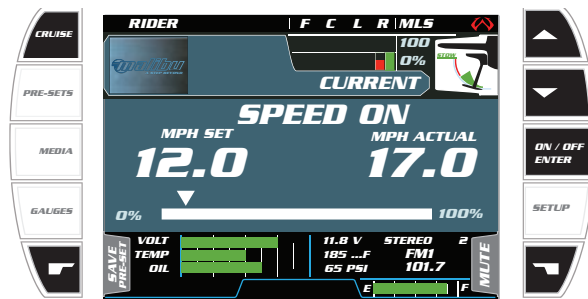 CRUISE
PRE-SETS
MEDIA
GAUGES
RIDER F C L R MLS
100
0%
STOW
malibu
CURRENT
SPEED ON
MPH SET MPH ACTUAL
12.0 17.0
0% 100%
SAVE
PRE-SET
VOLT 11.8 V STEREO 2
TEMP 185 ...F FM1
OIL 65 PSI 101.7
E F
MUTE
ON / OFF
ENTER
SETUP